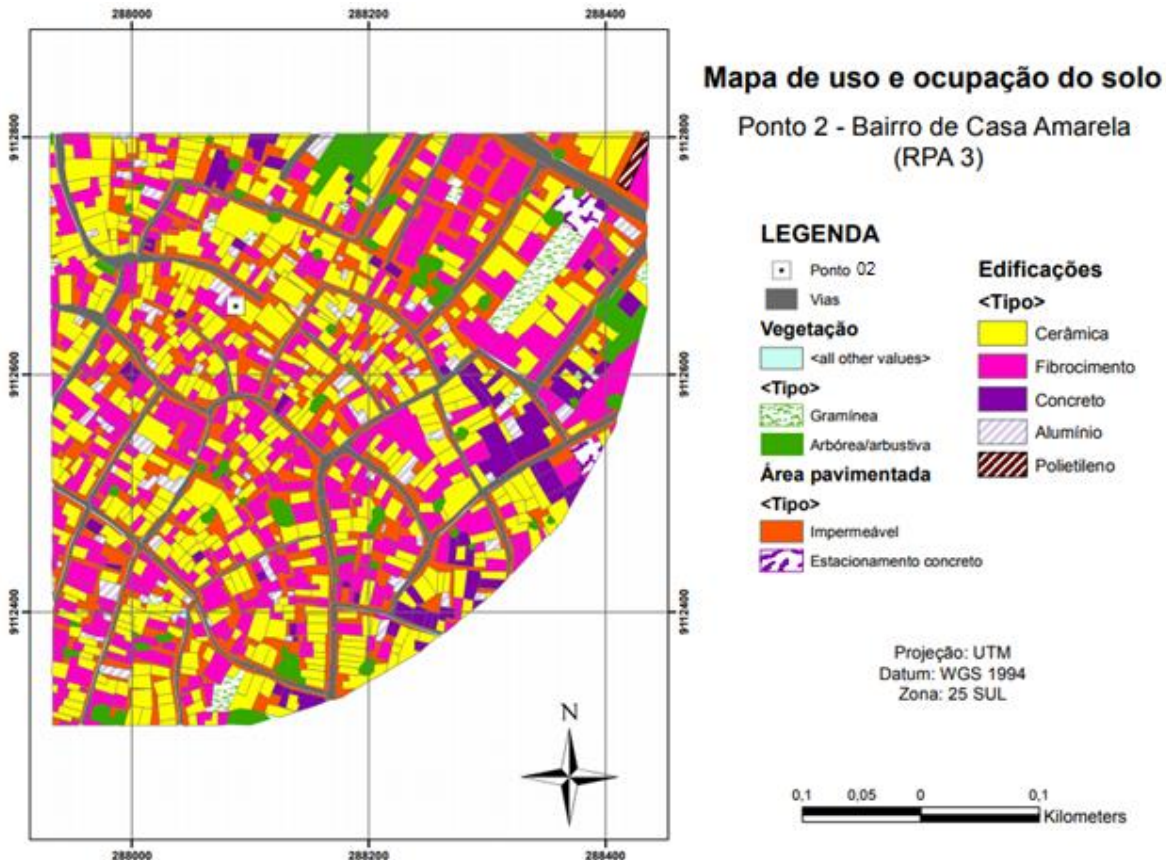 288000 288200 288400
9112800 9112800
9112600 9112600
9112400 9112400
288000 288200 288400
N
Mapa de uso e ocupação do solo
Ponto 2 - Bairro de Casa Amarela
(RPA 3)
LEGENDA
Ponto 02
Vias
Vegetação
<all other values>
<Tipo>
Gramínea
Arbórea/arbustiva
Área pavimentada
<Tipo>
Impermeável
Estacionamento concreto
Edificações
<Tipo>
Cerâmica
Fibrocimento
Concreto
Alumínio
Polietileno
Projeção: UTM
Datum: WGS 1994
Zona: 25 SUL
0,1 0,05 0 0,1
Kilometers